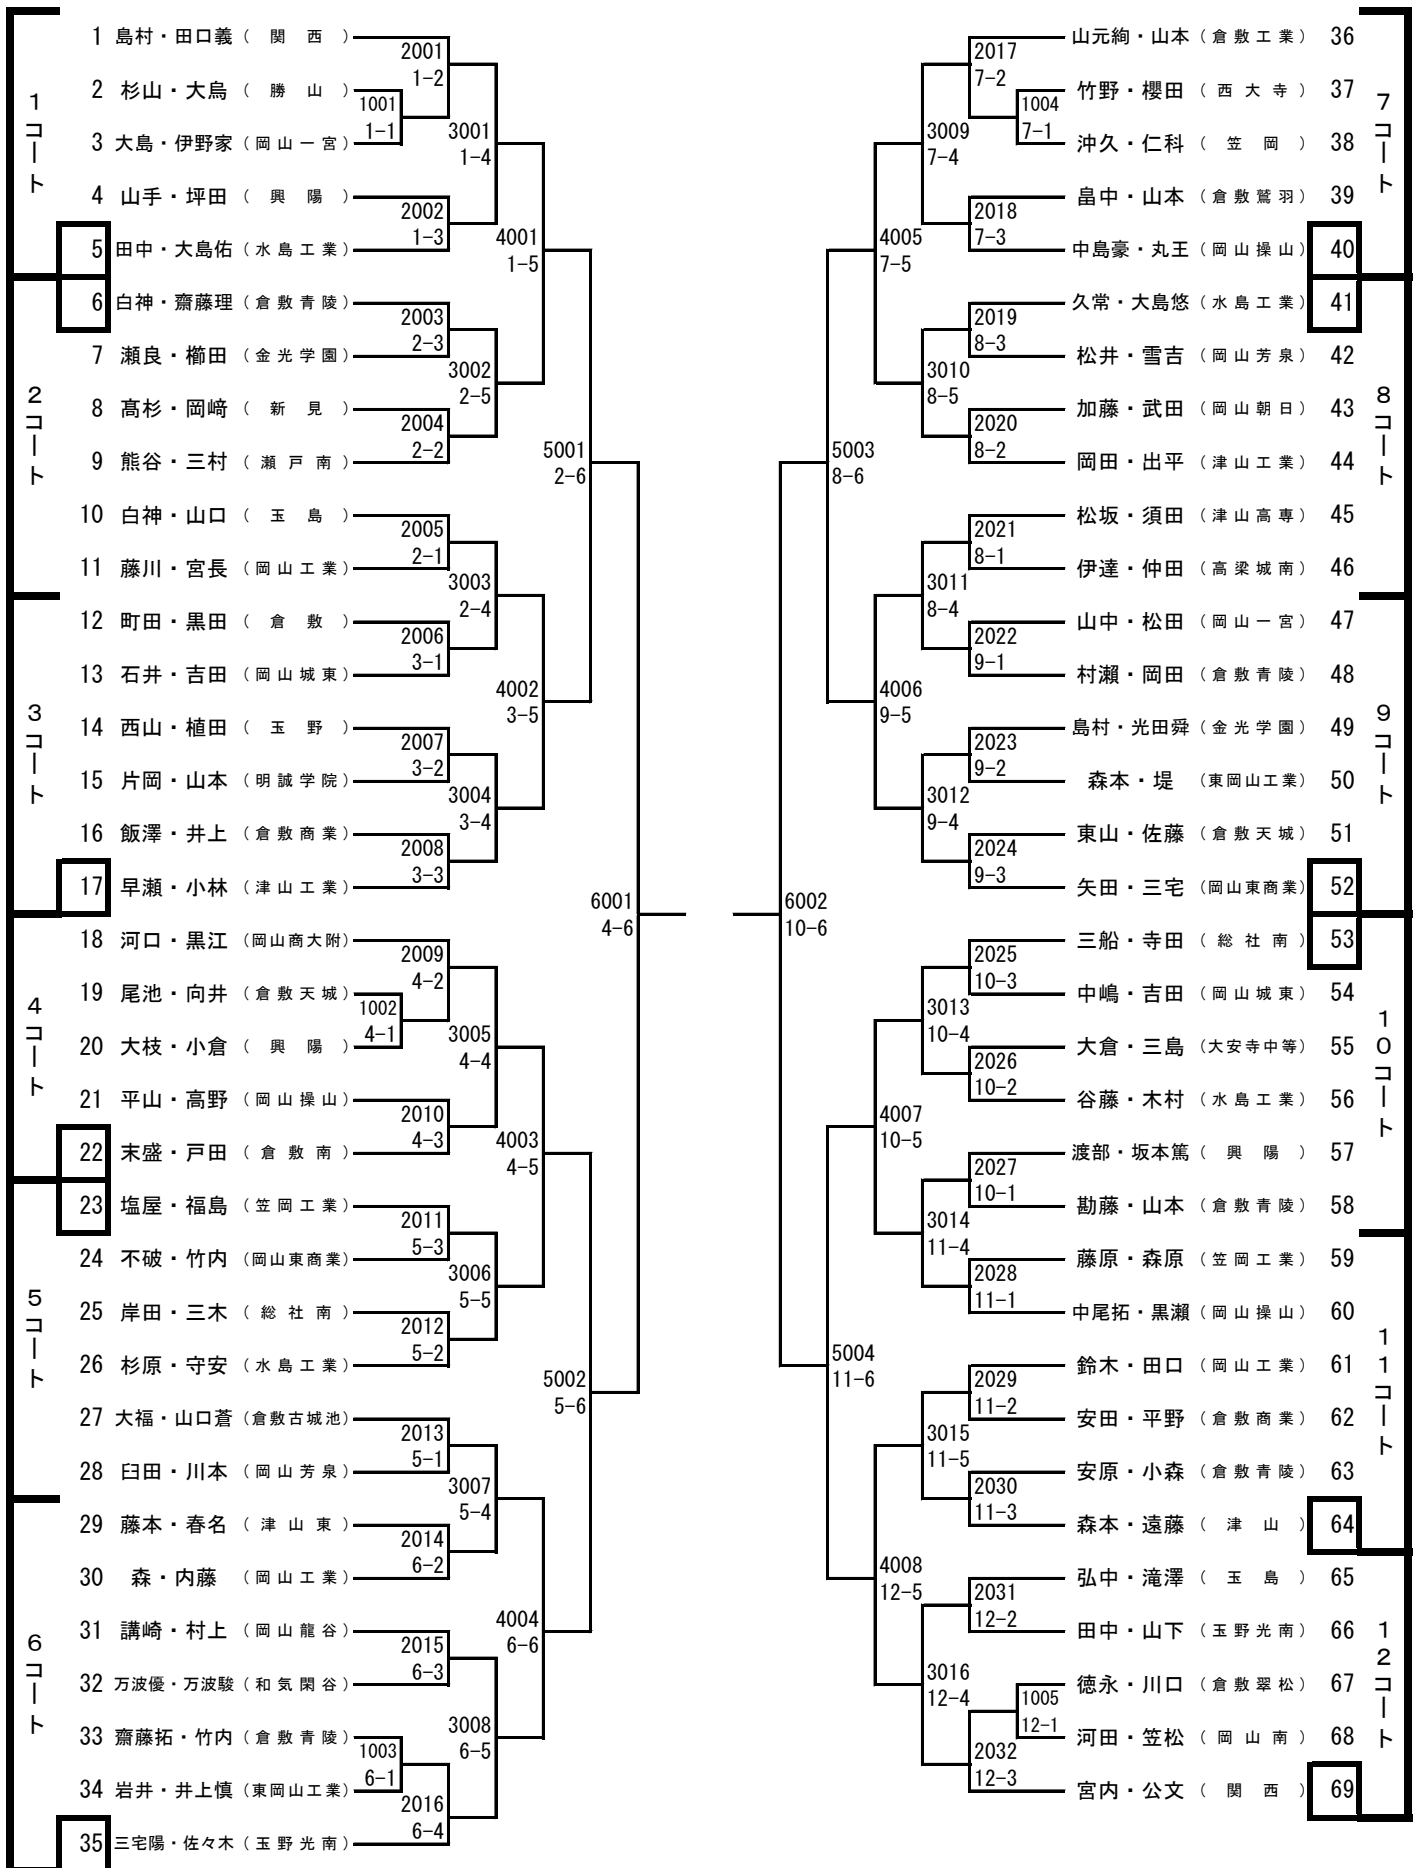 1コート
1 島村・田口義 (関西)
2 杉山・大烏 (勝山)
3 大島・伊野家 (岡山一宮)
4 山手・坪田 (興陽)
5 田中・大島佑 (水島工業)
2コート
6 白神・齋藤理 (倉敷青陵)
7 瀬良・櫛田 (金光学園)
8 髙杉・岡﨑 (新見)
9 熊谷・三村 (瀬戸南)
10 白神・山口 (玉島)
11 藤川・宮長 (岡山工業)
3コート
12 町田・黒田 (倉敷)
13 石井・吉田 (岡山城東)
14 西山・植田 (玉野)
15 片岡・山本 (明誠学院)
16 飯澤・井上 (倉敷商業)
17 早瀬・小林 (津山工業)
4コート
18 河口・黒江 (岡山商大附)
19 尾池・向井 (倉敷天城)
20 大枝・小倉 (興陽)
21 平山・高野 (岡山操山)
22 末盛・戸田 (倉敷南)
5コート
23 塩屋・福島 (笠岡工業)
24 不破・竹内 (岡山東商業)
25 岸田・三木 (総社南)
26 杉原・守安 (水島工業)
27 大福・山口蒼 (倉敷古城池)
28 臼田・川本 (岡山芳泉)
6コート
29 藤本・春名 (津山東)
30 森・内藤 (岡山工業)
31 講崎・村上 (岡山龍谷)
32 万波優・万波駿 (和気閑谷)
33 齋藤拓・竹内 (倉敷青陵)
34 岩井・井上慎 (東岡山工業)
35 三宅陽・佐々木 (玉野光南)
1001
1-1
1002
4-1
1003
6-1
2001
1-2
2002
1-3
2003
2-3
2004
2-2
2005
2-1
2006
3-1
2007
3-2
2008
3-3
2009
4-2
2010
4-3
2011
5-3
2012
5-2
2013
5-1
2014
6-2
2015
6-3
2016
6-4
3001
1-4
3002
2-5
3003
2-4
3004
3-4
3005
4-4
3006
5-5
3007
5-4
3008
6-5
4001
1-5
4002
3-5
4003
4-5
4004
6-6
5001
2-6
5002
5-6
6001
4-6
6002
10-6
5003
8-6
5004
11-6
4005
7-5
4006
9-5
4007
10-5
4008
12-5
3009
7-4
3010
8-5
3011
8-4
3012
9-4
3013
10-4
3014
11-4
3015
11-5
3016
12-4
2017
7-2
2018
7-3
2019
8-3
2020
8-2
2021
8-1
2022
9-1
2023
9-2
2024
9-3
2025
10-3
2026
10-2
2027
10-1
2028
11-1
2029
11-2
2030
11-3
2031
12-2
2032
12-3
1004
7-1
1005
12-1
7コート
山元絢・山本 (倉敷工業) 36
竹野・櫻田 (西大寺) 37
沖久・仁科 (笠岡) 38
畠中・山本 (倉敷鷲羽) 39
中島豪・丸王 (岡山操山) 40
8コート
久常・大島悠 (水島工業) 41
松井・雪吉 (岡山芳泉) 42
加藤・武田 (岡山朝日) 43
岡田・出平 (津山工業) 44
松坂・須田 (津山高専) 45
伊達・仲田 (高梁城南) 46
9コート
山中・松田 (岡山一宮) 47
村瀬・岡田 (倉敷青陵) 48
島村・光田舜 (金光学園) 49
森本・堤 (東岡山工業) 50
東山・佐藤 (倉敷天城) 51
矢田・三宅 (岡山東商業) 52
10コート
三船・寺田 (総社南) 53
中嶋・吉田 (岡山城東) 54
大倉・三島 (大安寺中等) 55
谷藤・木村 (水島工業) 56
渡部・坂本篤 (興陽) 57
勘藤・山本 (倉敷青陵) 58
11コート
藤原・森原 (笠岡工業) 59
中尾拓・黒瀬 (岡山操山) 60
鈴木・田口 (岡山工業) 61
安田・平野 (倉敷商業) 62
安原・小森 (倉敷青陵) 63
森本・遠藤 (津山) 64
12コート
弘中・滝澤 (玉島) 65
田中・山下 (玉野光南) 66
徳永・川口 (倉敷翠松) 67
河田・笠松 (岡山南) 68
宮内・公文 (関西) 69